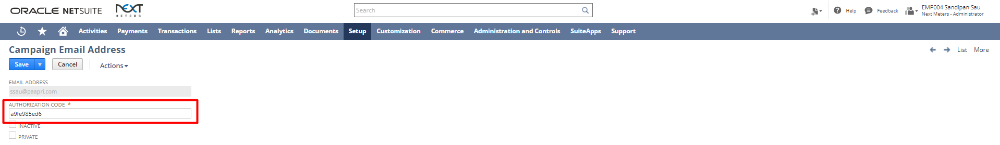 ORACLE NETSUITE
NEXT
METERS
Search
Help
Feedback
EMP004 Sandipan Sau
Next Meters - Administrator
Activities
Payments
Transactions
Lists
Reports
Analytics
Documents
Setup
Customization
Commerce
Administration and Controls
SuiteApps
Support
Campaign Email Address
List
More
Save
Cancel
Actions
EMAIL ADDRESS
ssau@paapri.com
AUTHORIZATION CODE *
a9fe985ed6
INACTIVE
PRIVATE